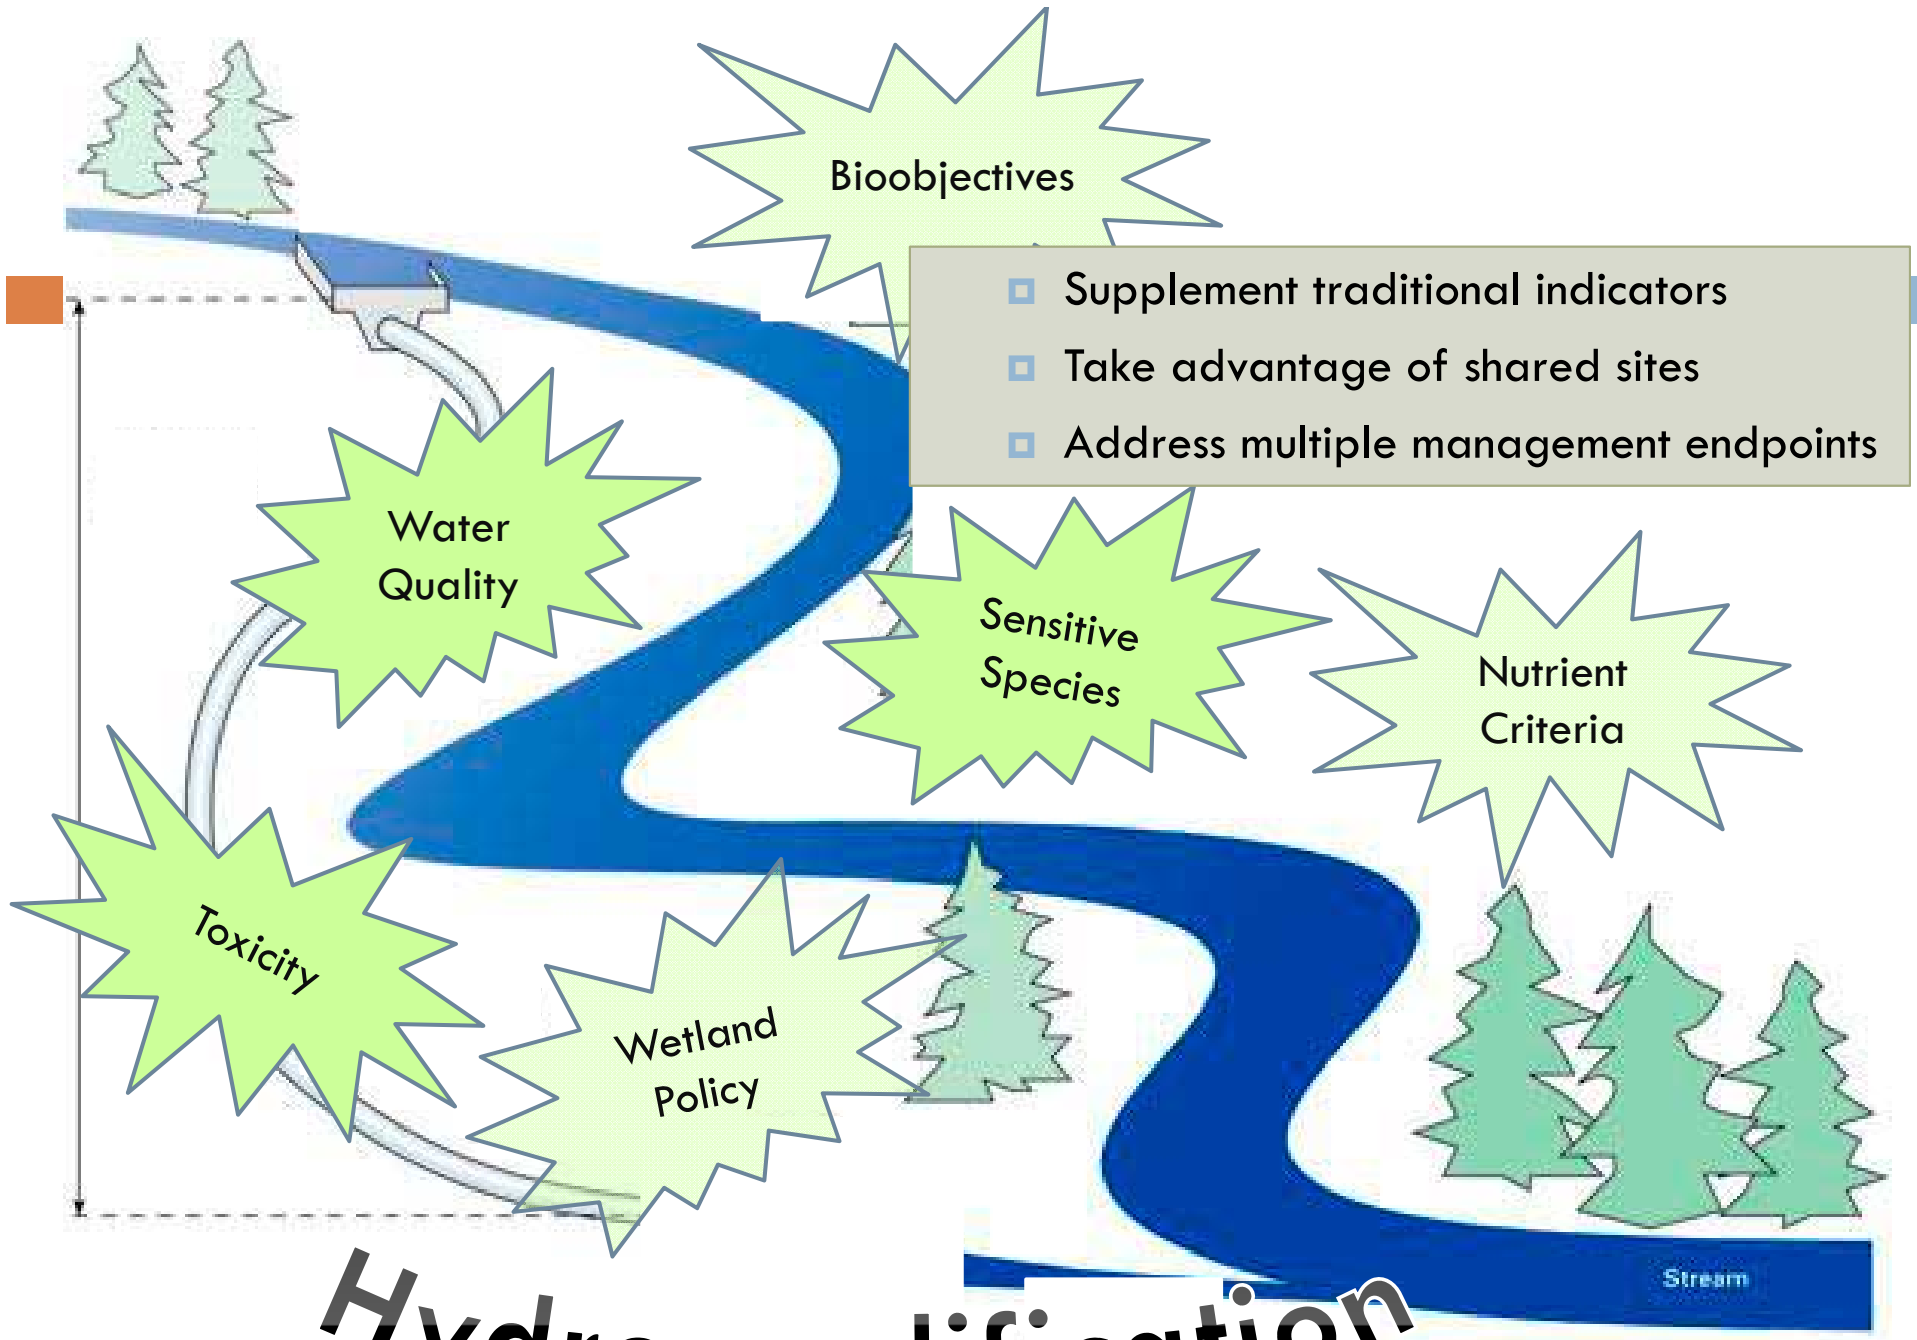 Bioobjectives
Supplement traditional indicators
Take advantage of shared sites
Address multiple management endpoints
Water
Quality
Sensitive
Species
Nutrient
Criteria
Toxicity
Wetland
Policy
Stream